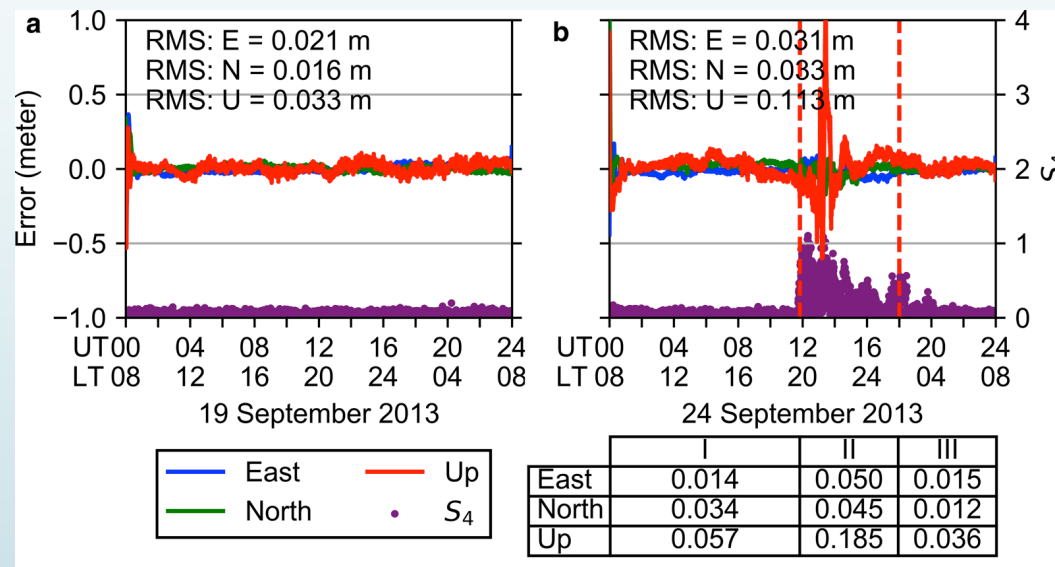 a
RMS: E = 0.021 m
RMS: N = 0.016 m
RMS: U = 0.033 m
Error (meter)
1.0
0.5
0.0
−0.5
−1.0
UT 00 04 08 12 16 20 24
LT 08 12 16 20 24 04 08
19 September 2013
b
RMS: E = 0.031 m
RMS: N = 0.033 m
RMS: U = 0.113 m
4
3
2
1
0
UT 00 04 08 12 16 20 24
LT 08 12 16 20 24 04 08
24 September 2013
East
Up
North
S4
I II III
East 0.014 0.050 0.015
North 0.034 0.045 0.012
Up 0.057 0.185 0.036